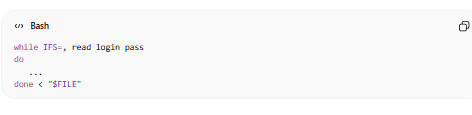 Bash
while IFS=, read login pass
do
...
done < "$FILE"